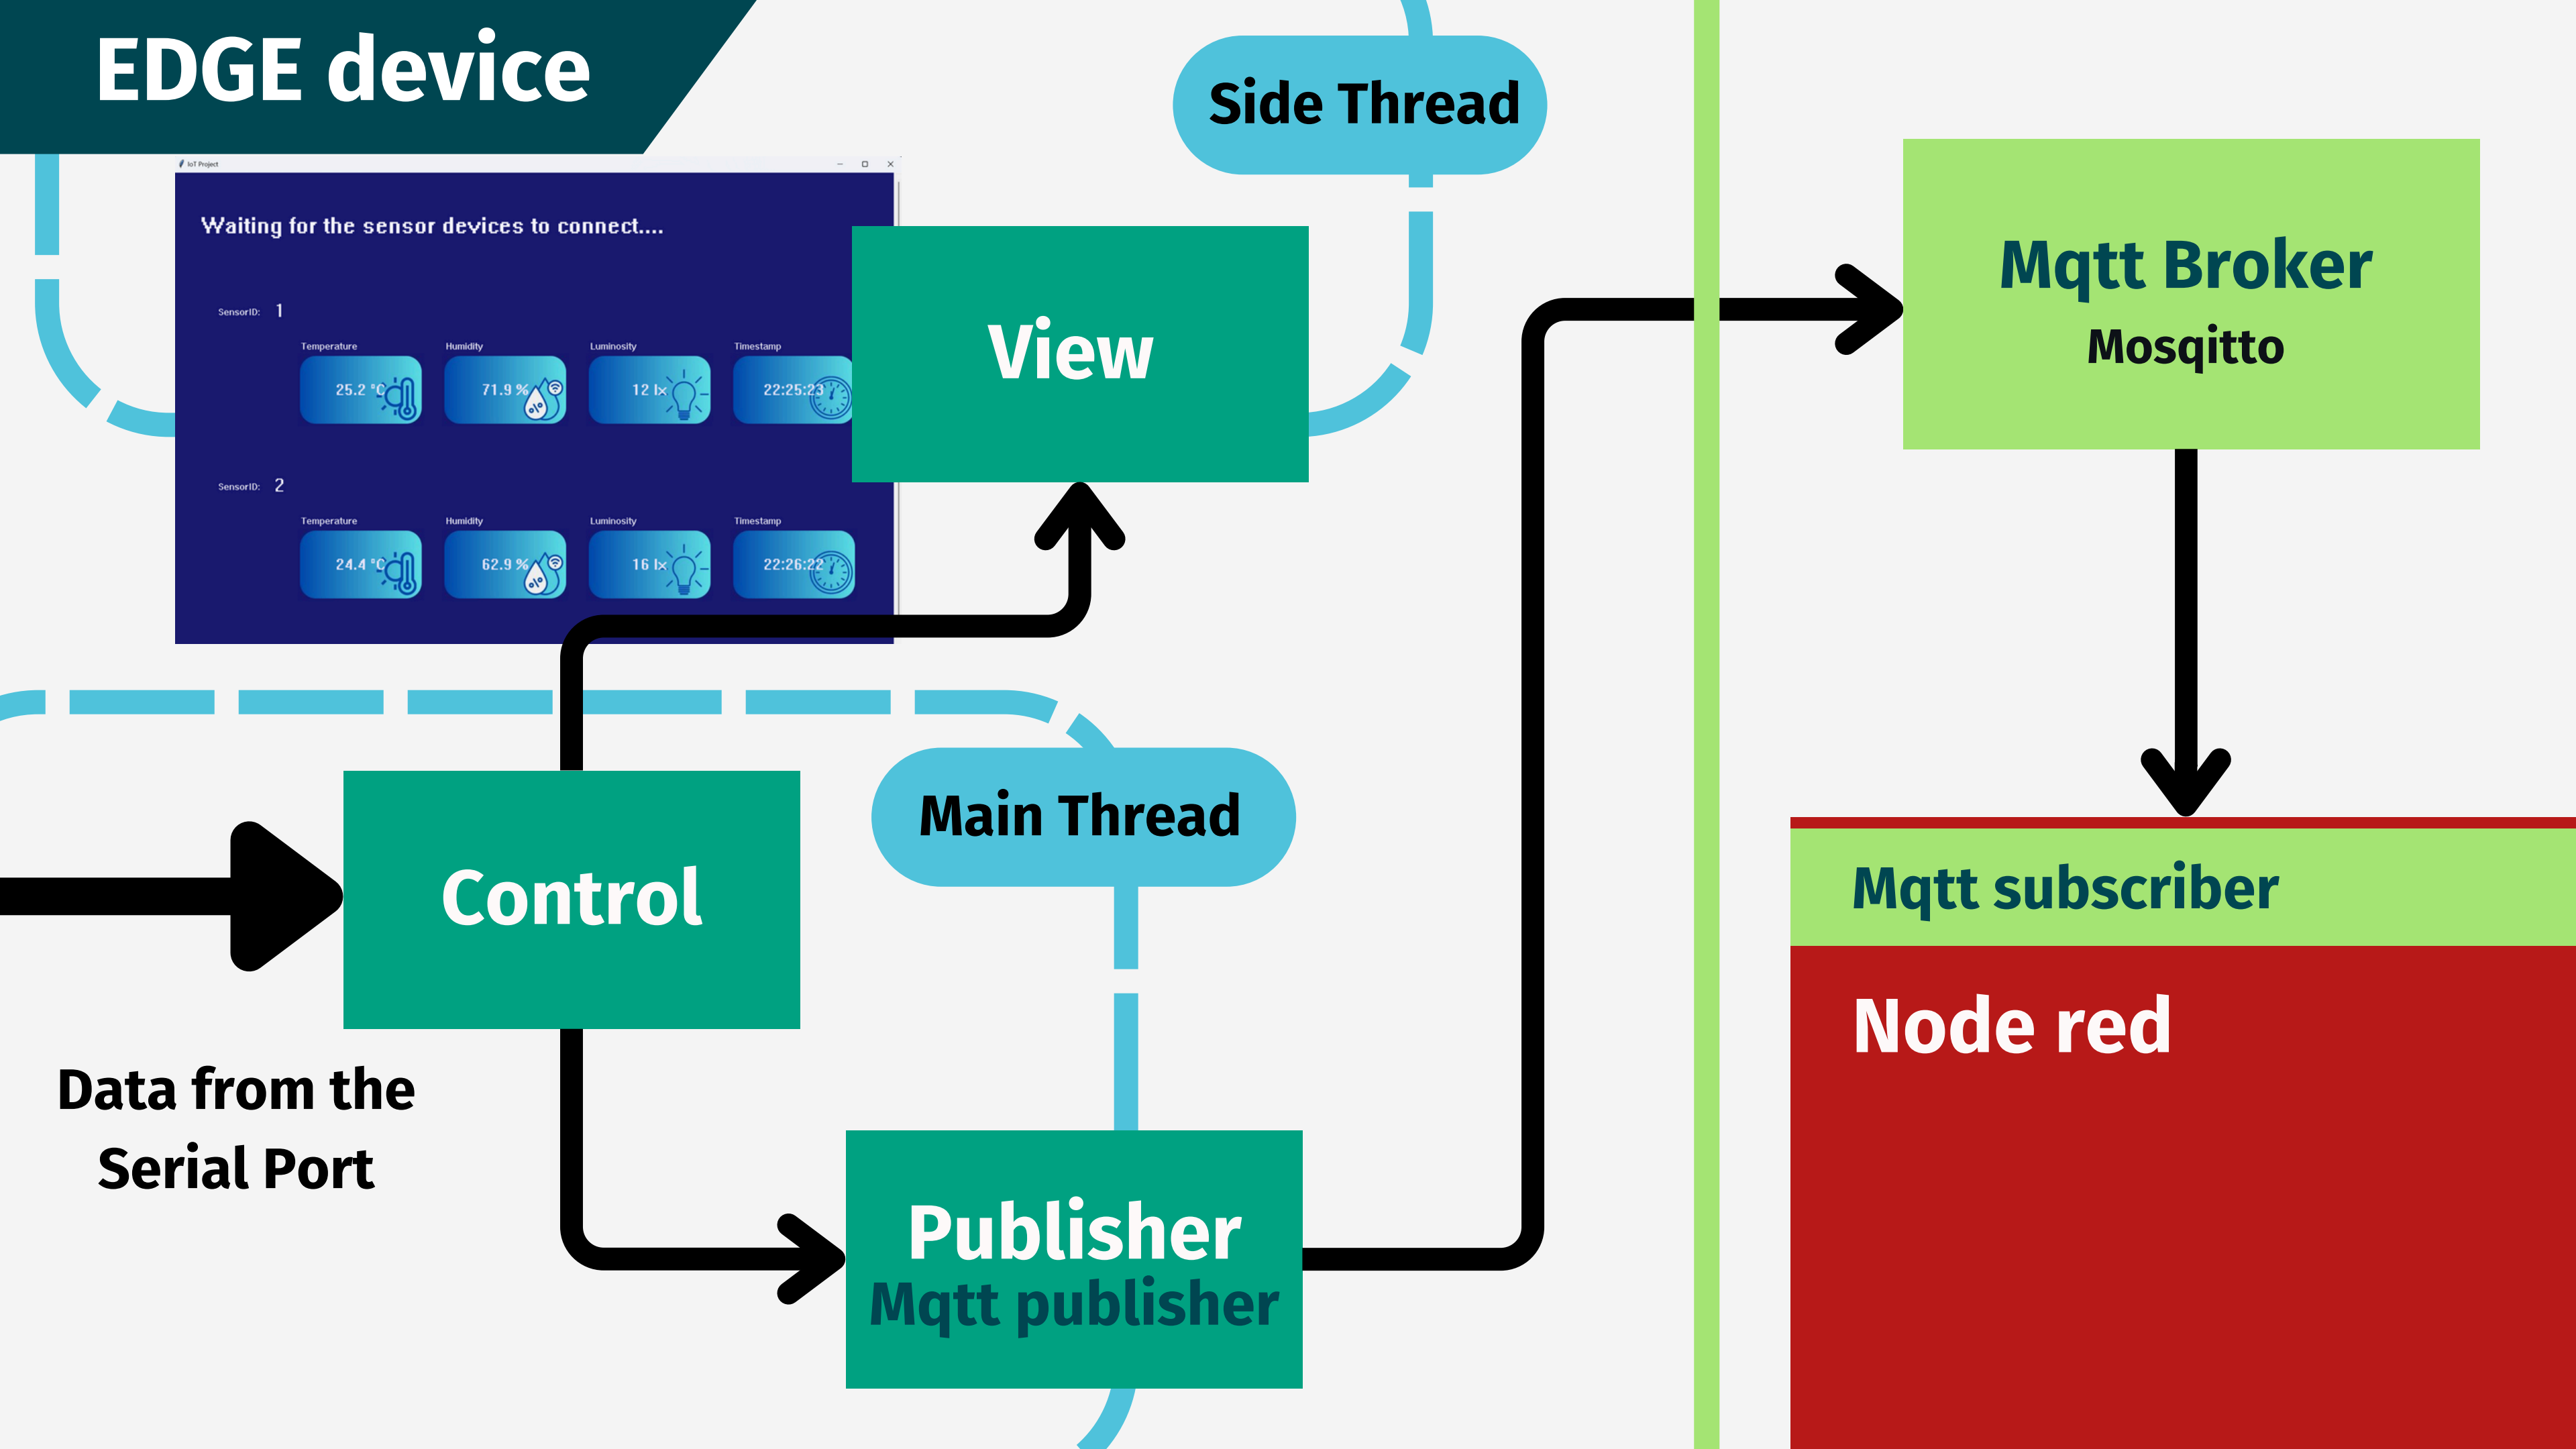 EDGE device
Side Thread
IoT Project
Waiting for the sensor devices to connect....
SensorID: 1
Temperature Humidity Luminosity Timestamp
25.2 °C 71.9 % 12 lx 22:25:23
SensorID: 2
Temperature Humidity Luminosity Timestamp
24.4 °C 62.9 % 16 lx 22:26:22
View
Mqtt Broker
Mosqitto
Main Thread
Control
Data from the
Serial Port
Publisher
Mqtt publisher
Mqtt subscriber
Node red